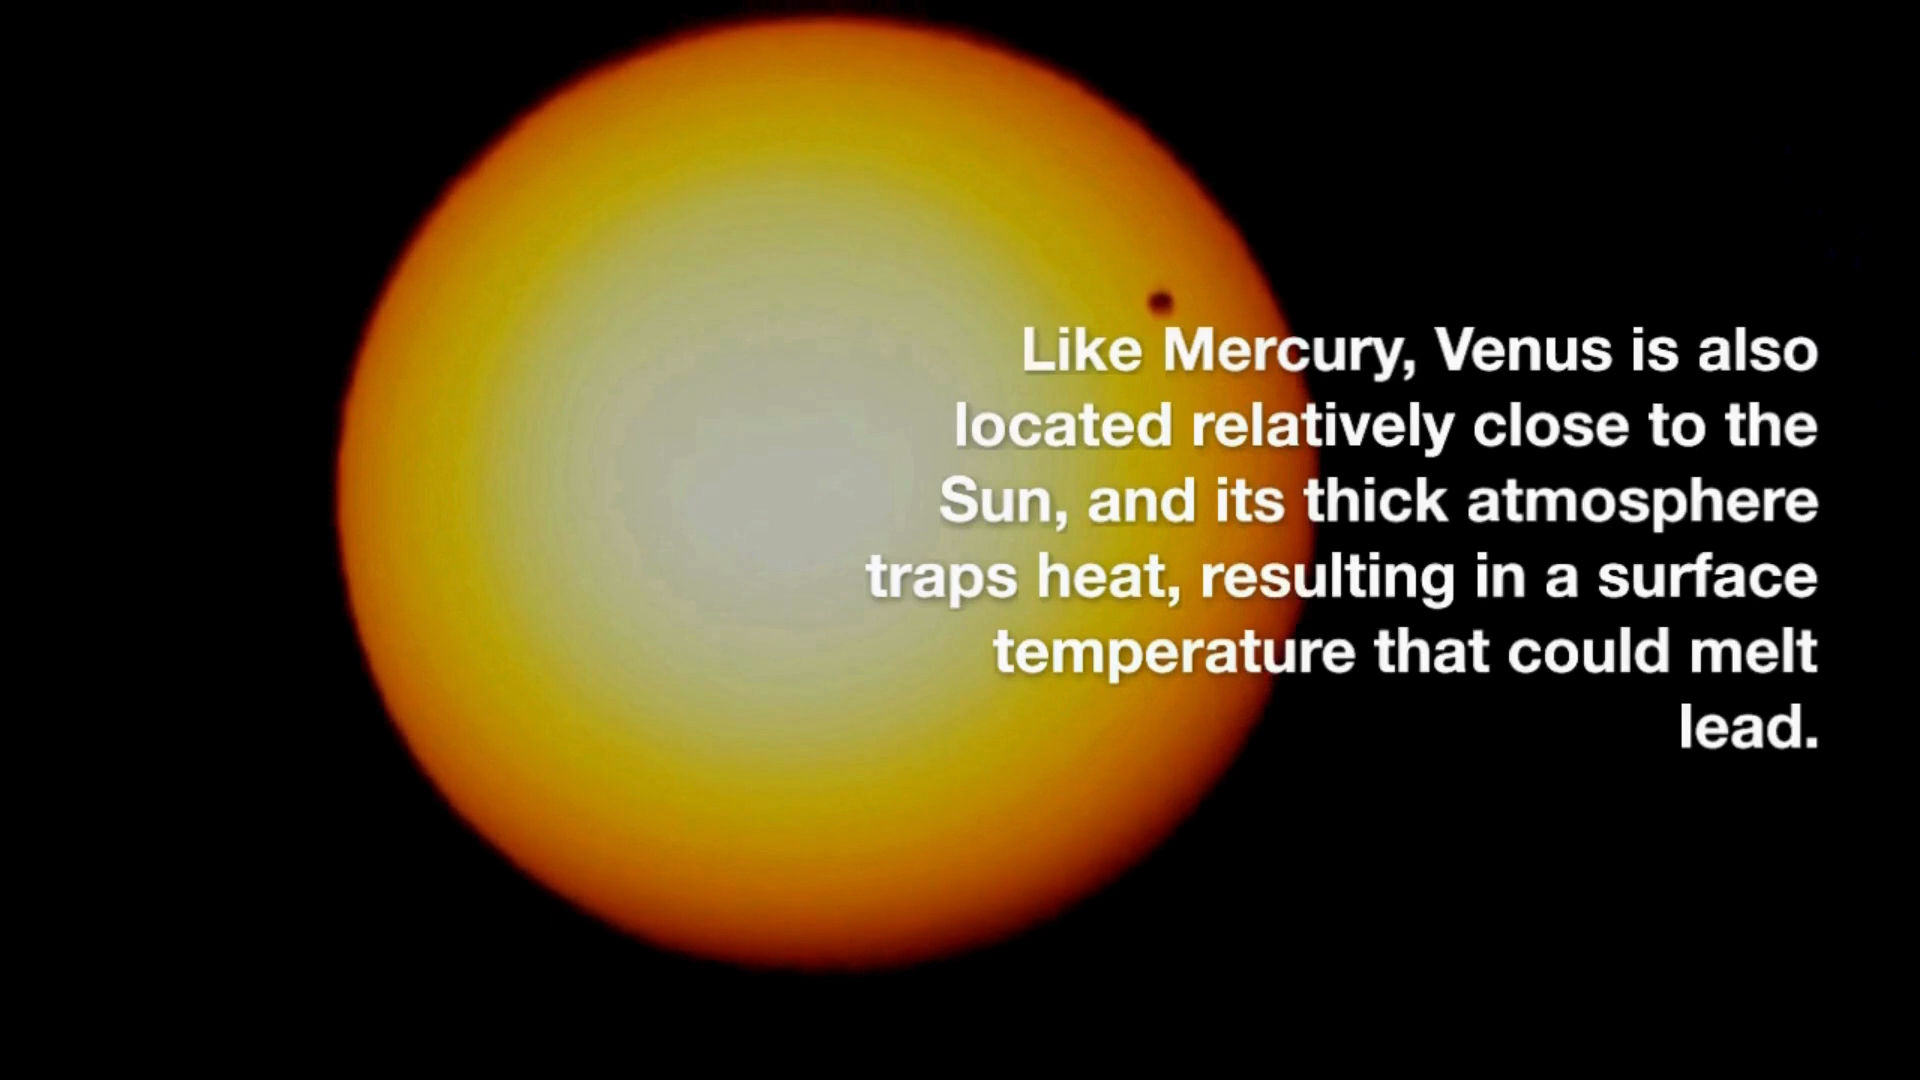 Like Mercury, Venus is also
located relatively close to the
Sun, and its thick atmosphere
traps heat, resulting in a surface
temperature that could melt
lead.